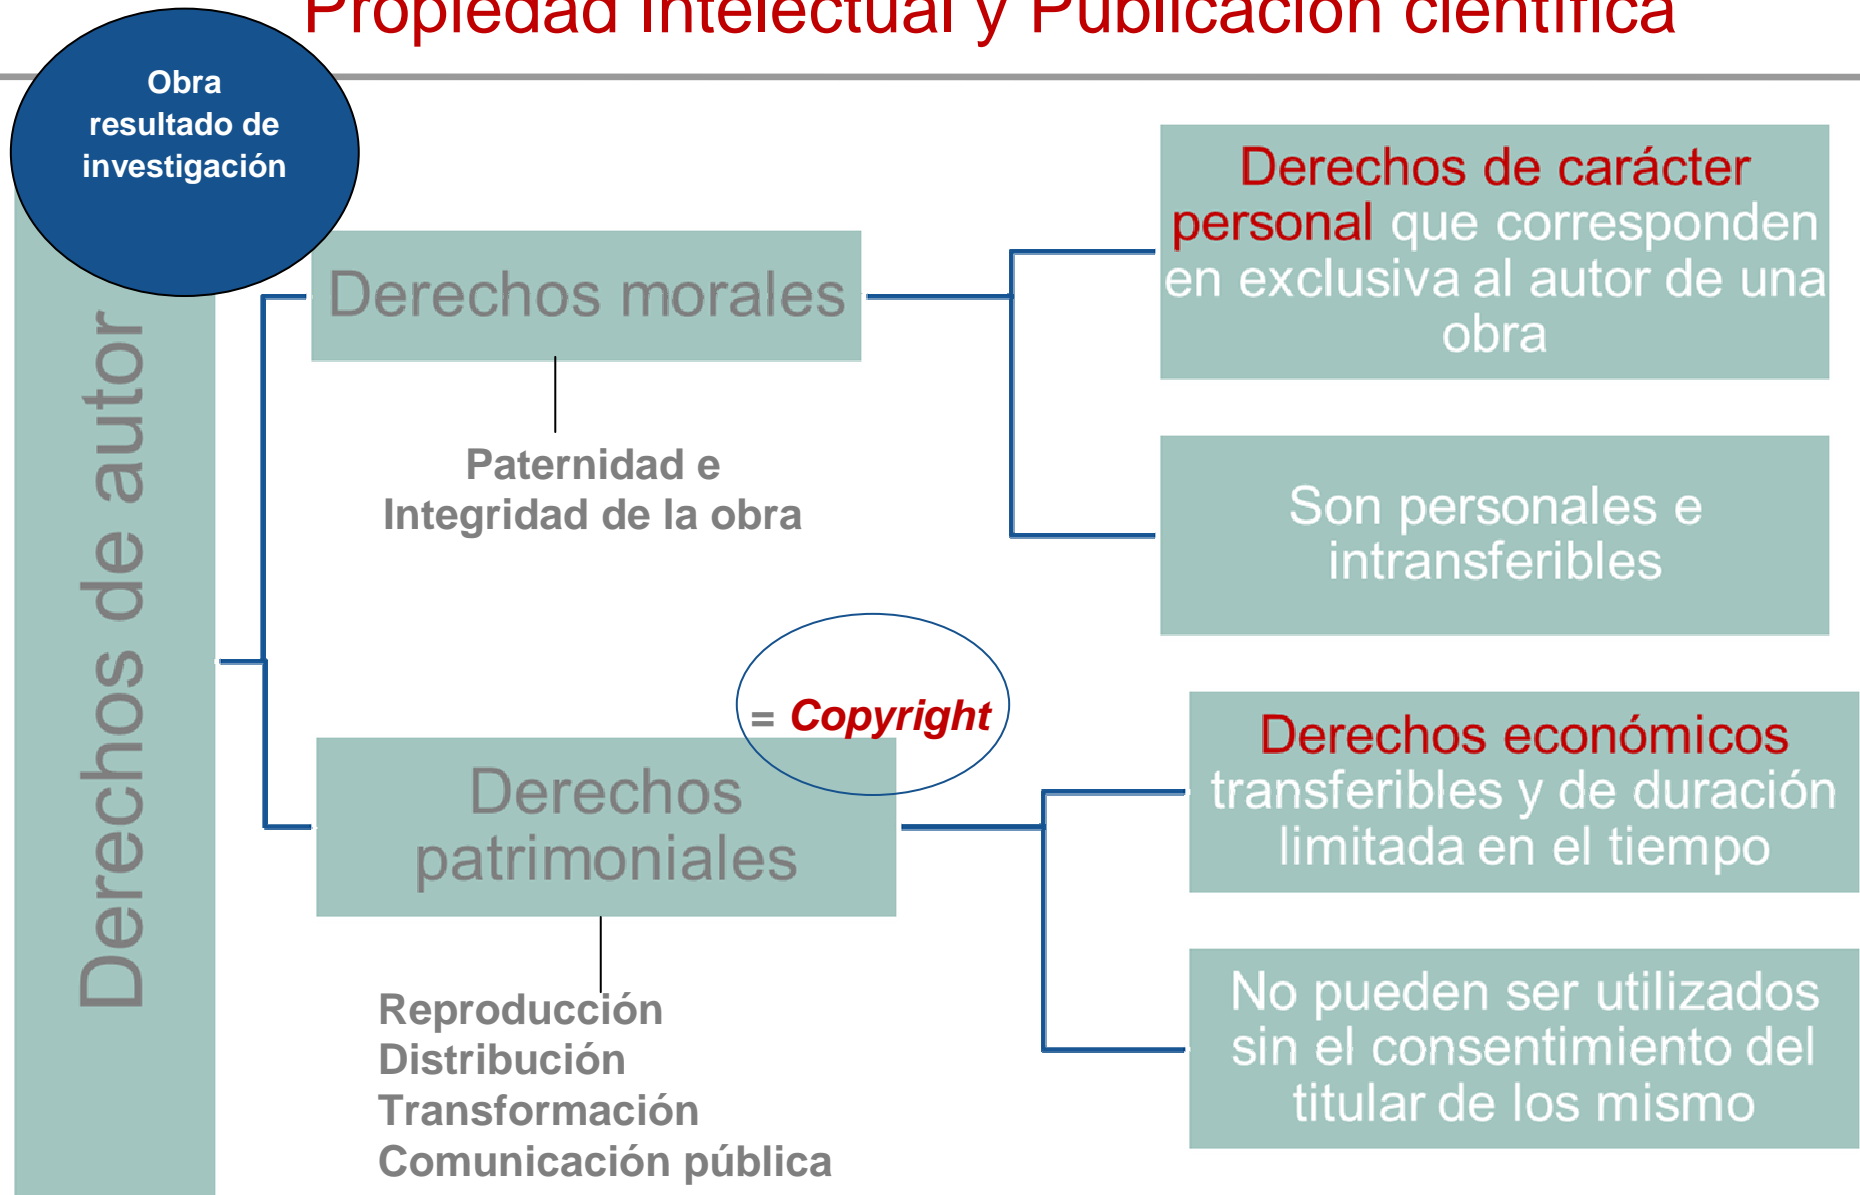 Propiedad Intelectual y Publicación científica
Obra
resultado de
investigación
Derechos de autor
Derechos morales
Paternidad e
Integridad de la obra
Derechos de carácter
personal que corresponden
en exclusiva al autor de una
obra
Son personales e
intransferibles
= Copyright
Derechos
patrimoniales
Reproducción
Distribución
Transformación
Comunicación pública
Derechos económicos
transferibles y de duración
limitada en el tiempo
No pueden ser utilizados
sin el consentimiento del
titular de los mismo